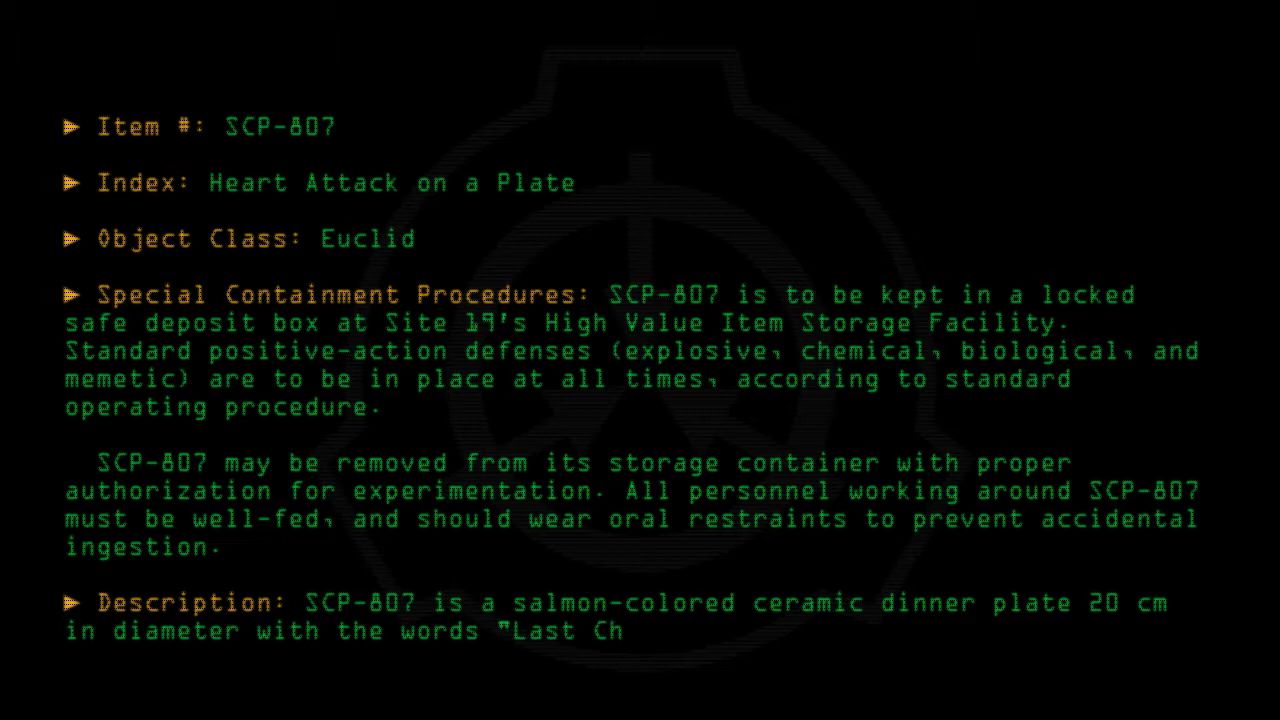 ► Item #: SCP-807
► Index: Heart Attack on a Plate
► Object Class: Euclid
► Special Containment Procedures: SCP-807 is to be kept in a locked
safe deposit box at Site 19's High Value Item Storage Facility.
Standard positive-action defenses (explosive, chemical, biological, and
memetic) are to be in place at all times, according to standard
operating procedure.
SCP-807 may be removed from its storage container with proper
authorization for experimentation. All personnel working around SCP-807
must be well-fed, and should wear oral restraints to prevent accidental
ingestion.
► Description: SCP-807 is a salmon-colored ceramic dinner plate 20 cm
in diameter with the words "Last Ch